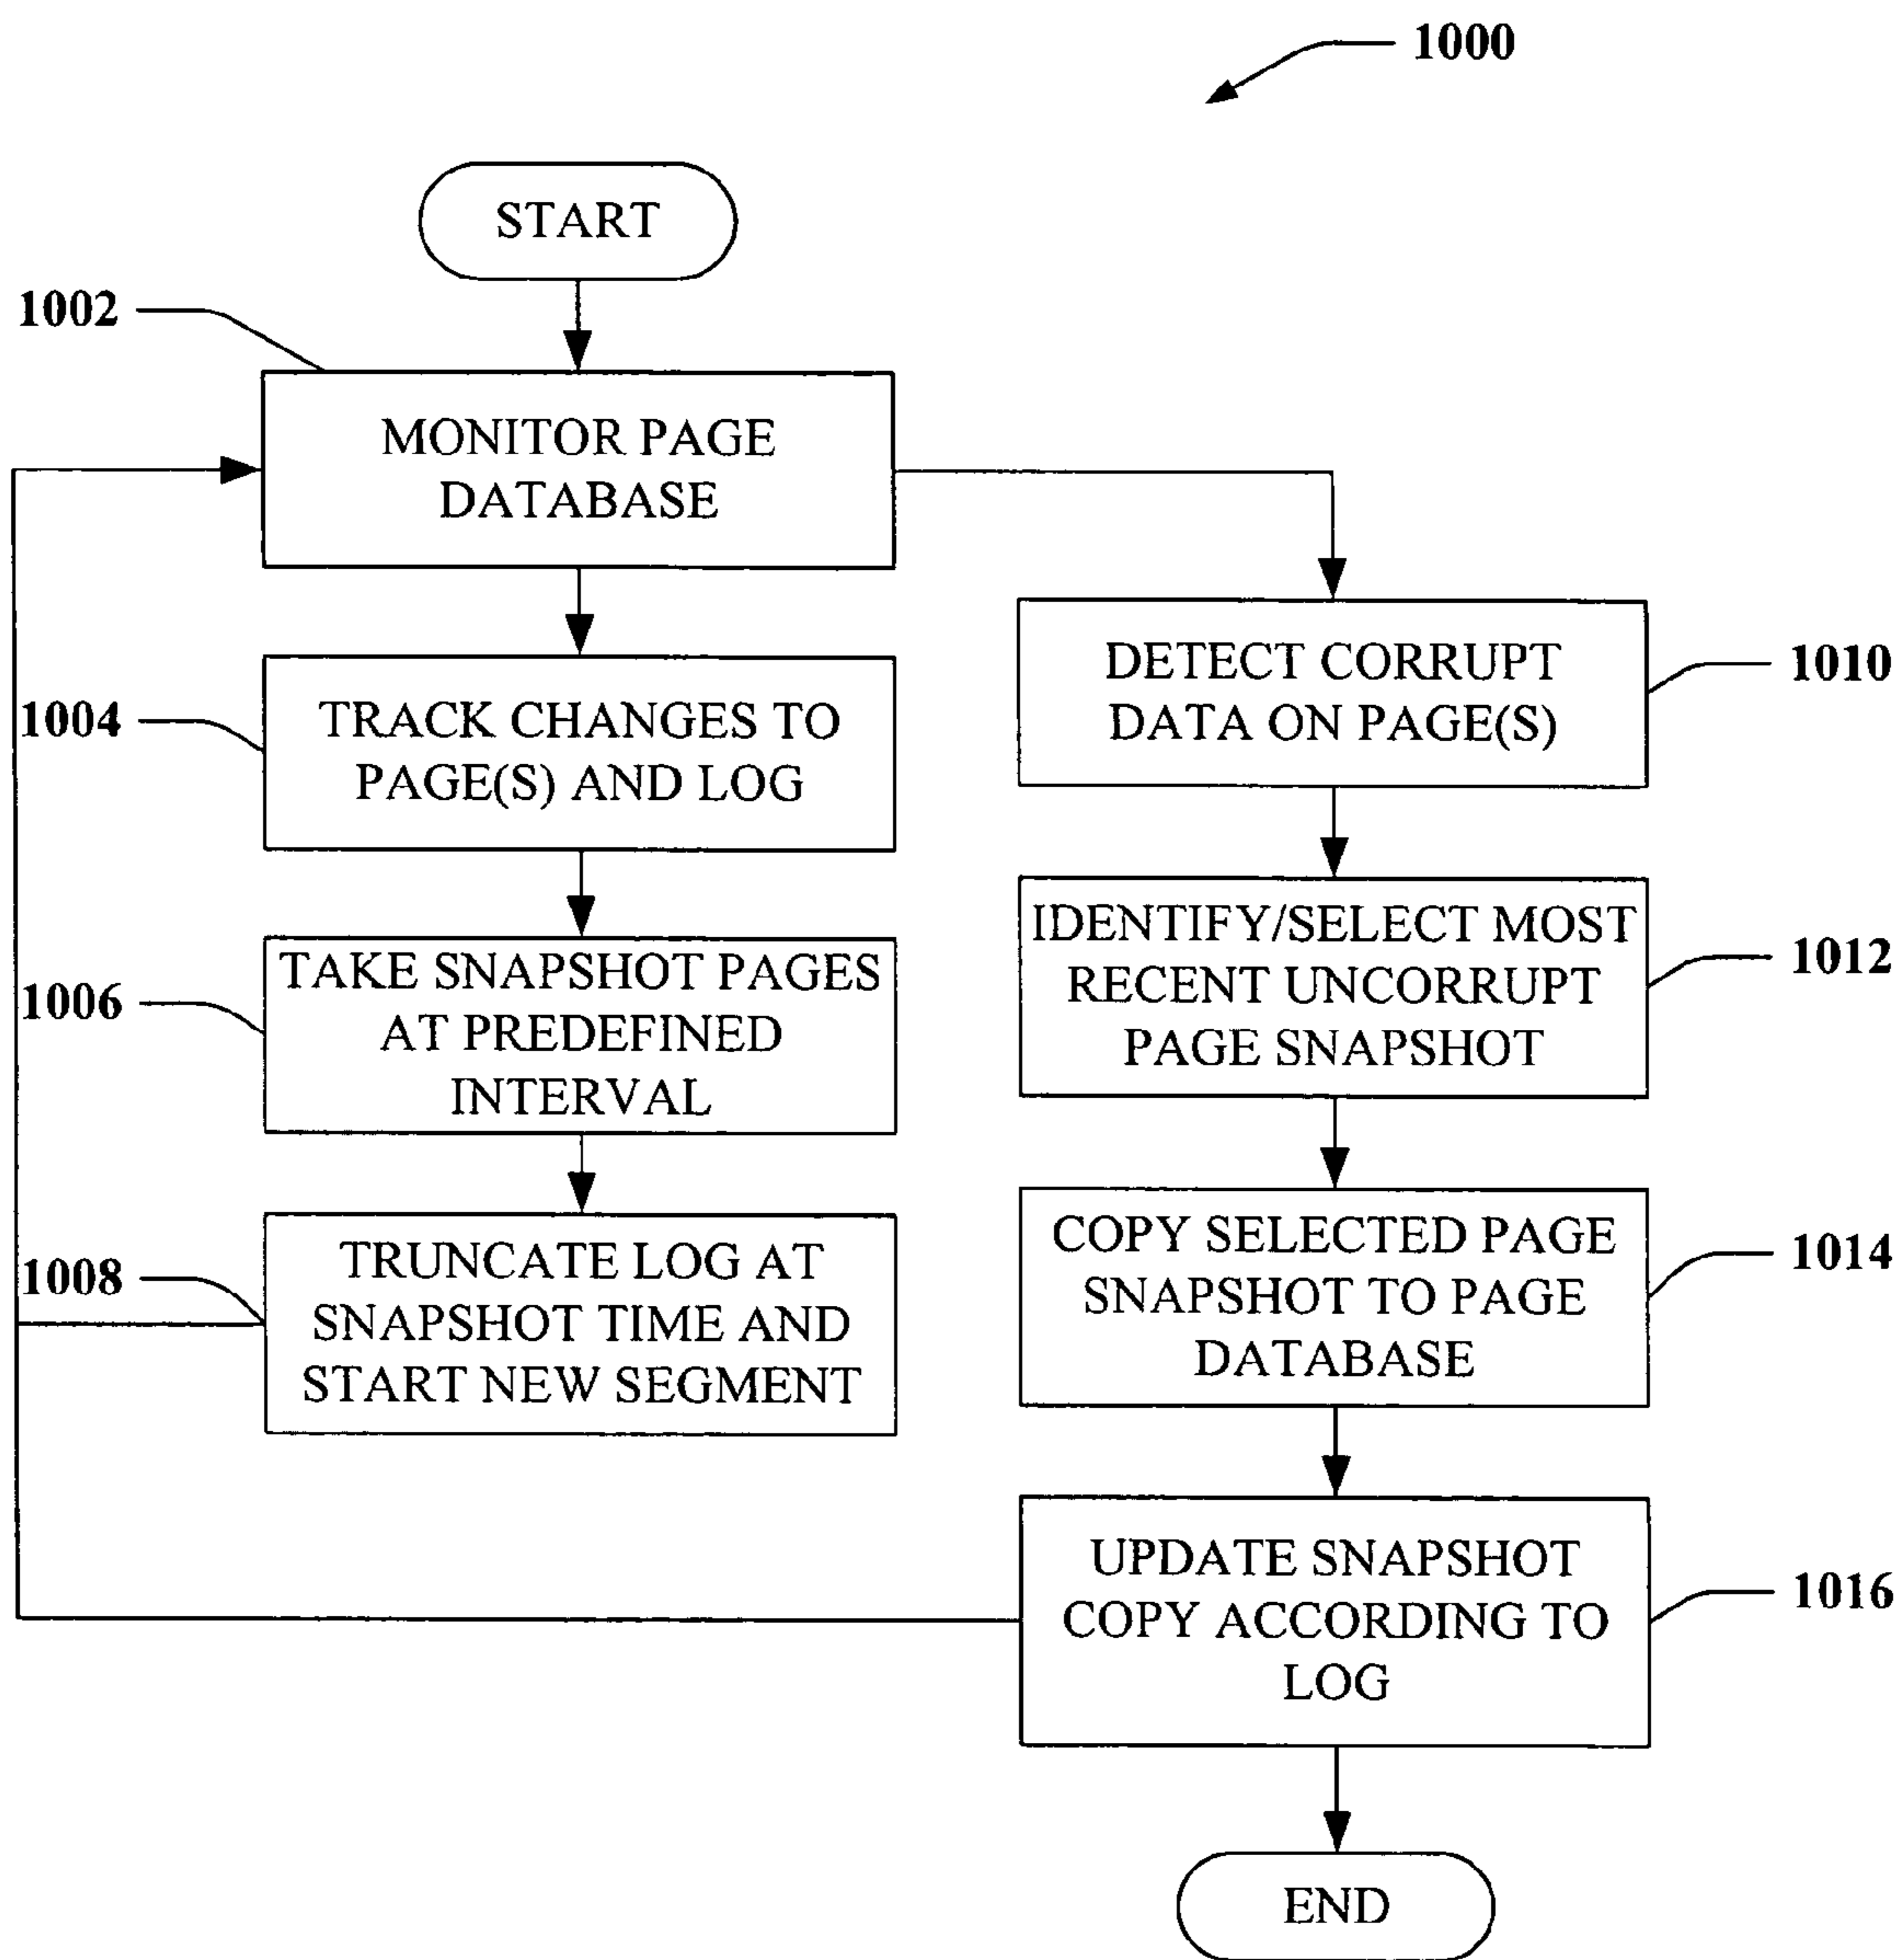 1000
START
1002
MONITOR PAGE
DATABASE
1004
TRACK CHANGES TO
PAGE(S) AND LOG
1006
TAKE SNAPSHOT PAGES
AT PREDEFINED
INTERVAL
1008
TRUNCATE LOG AT
SNAPSHOT TIME AND
START NEW SEGMENT
DETECT CORRUPT
DATA ON PAGE(S)
1010
IDENTIFY/SELECT MOST
RECENT UNCORRUPT
PAGE SNAPSHOT
1012
COPY SELECTED PAGE
SNAPSHOT TO PAGE
DATABASE
1014
UPDATE SNAPSHOT
COPY ACCORDING TO
LOG
1016
END